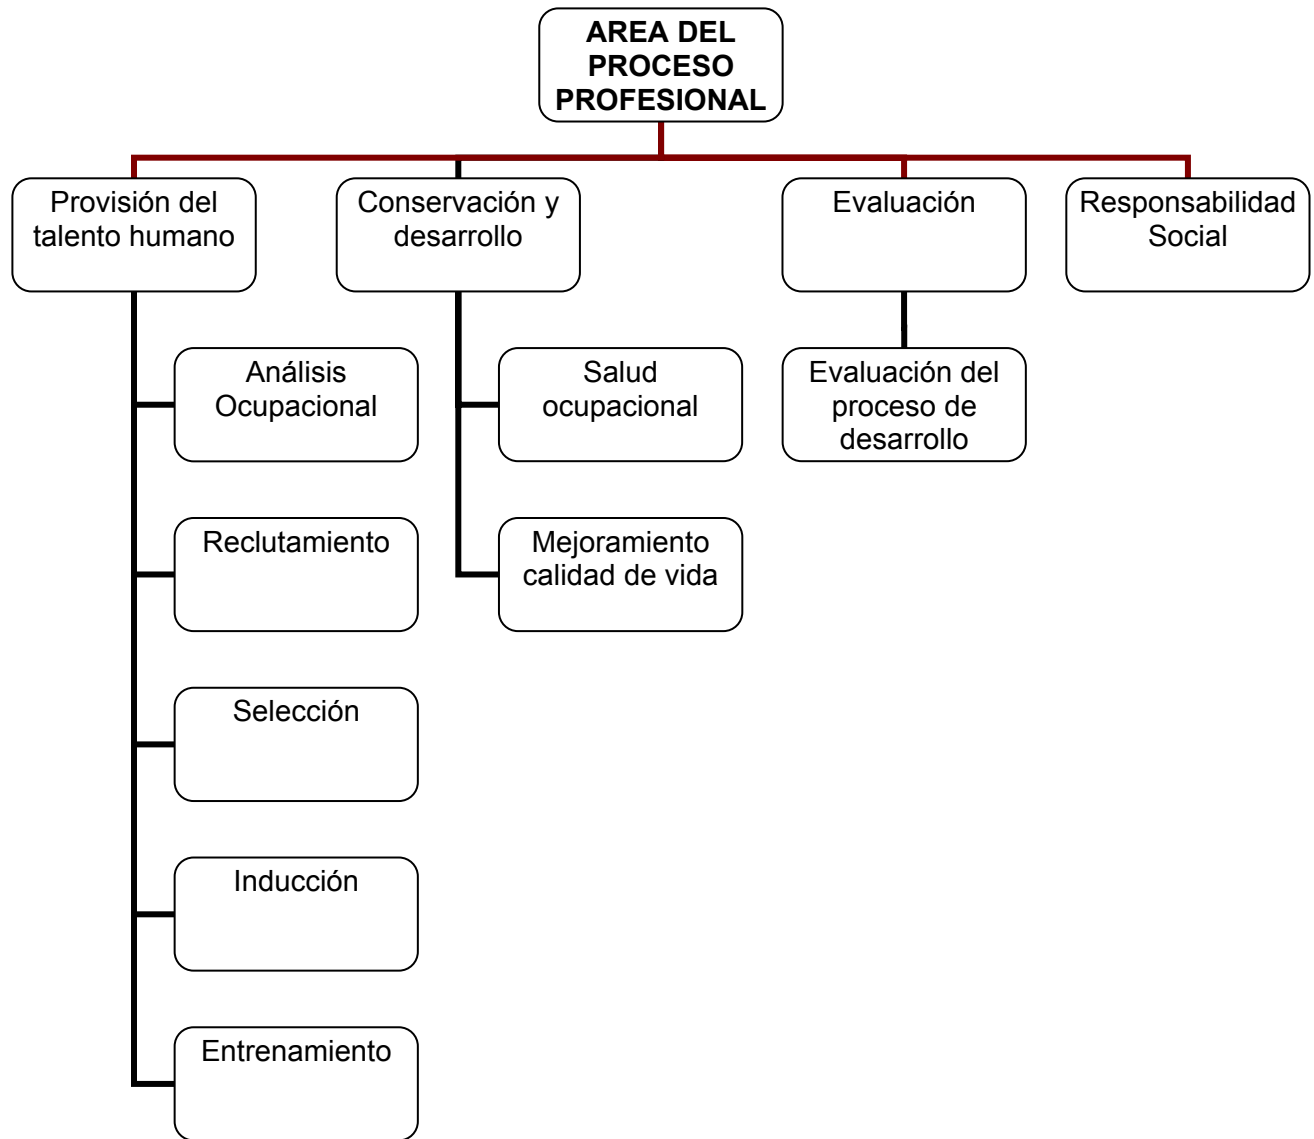 AREA DEL
PROCESO
PROFESIONAL
Provisión del
talento humano
Conservación y
desarrollo
Evaluación
Responsabilidad
Social
Análisis
Ocupacional
Salud
ocupacional
Evaluación del
proceso de
desarrollo
Reclutamiento
Mejoramiento
calidad de vida
Selección
Inducción
Entrenamiento